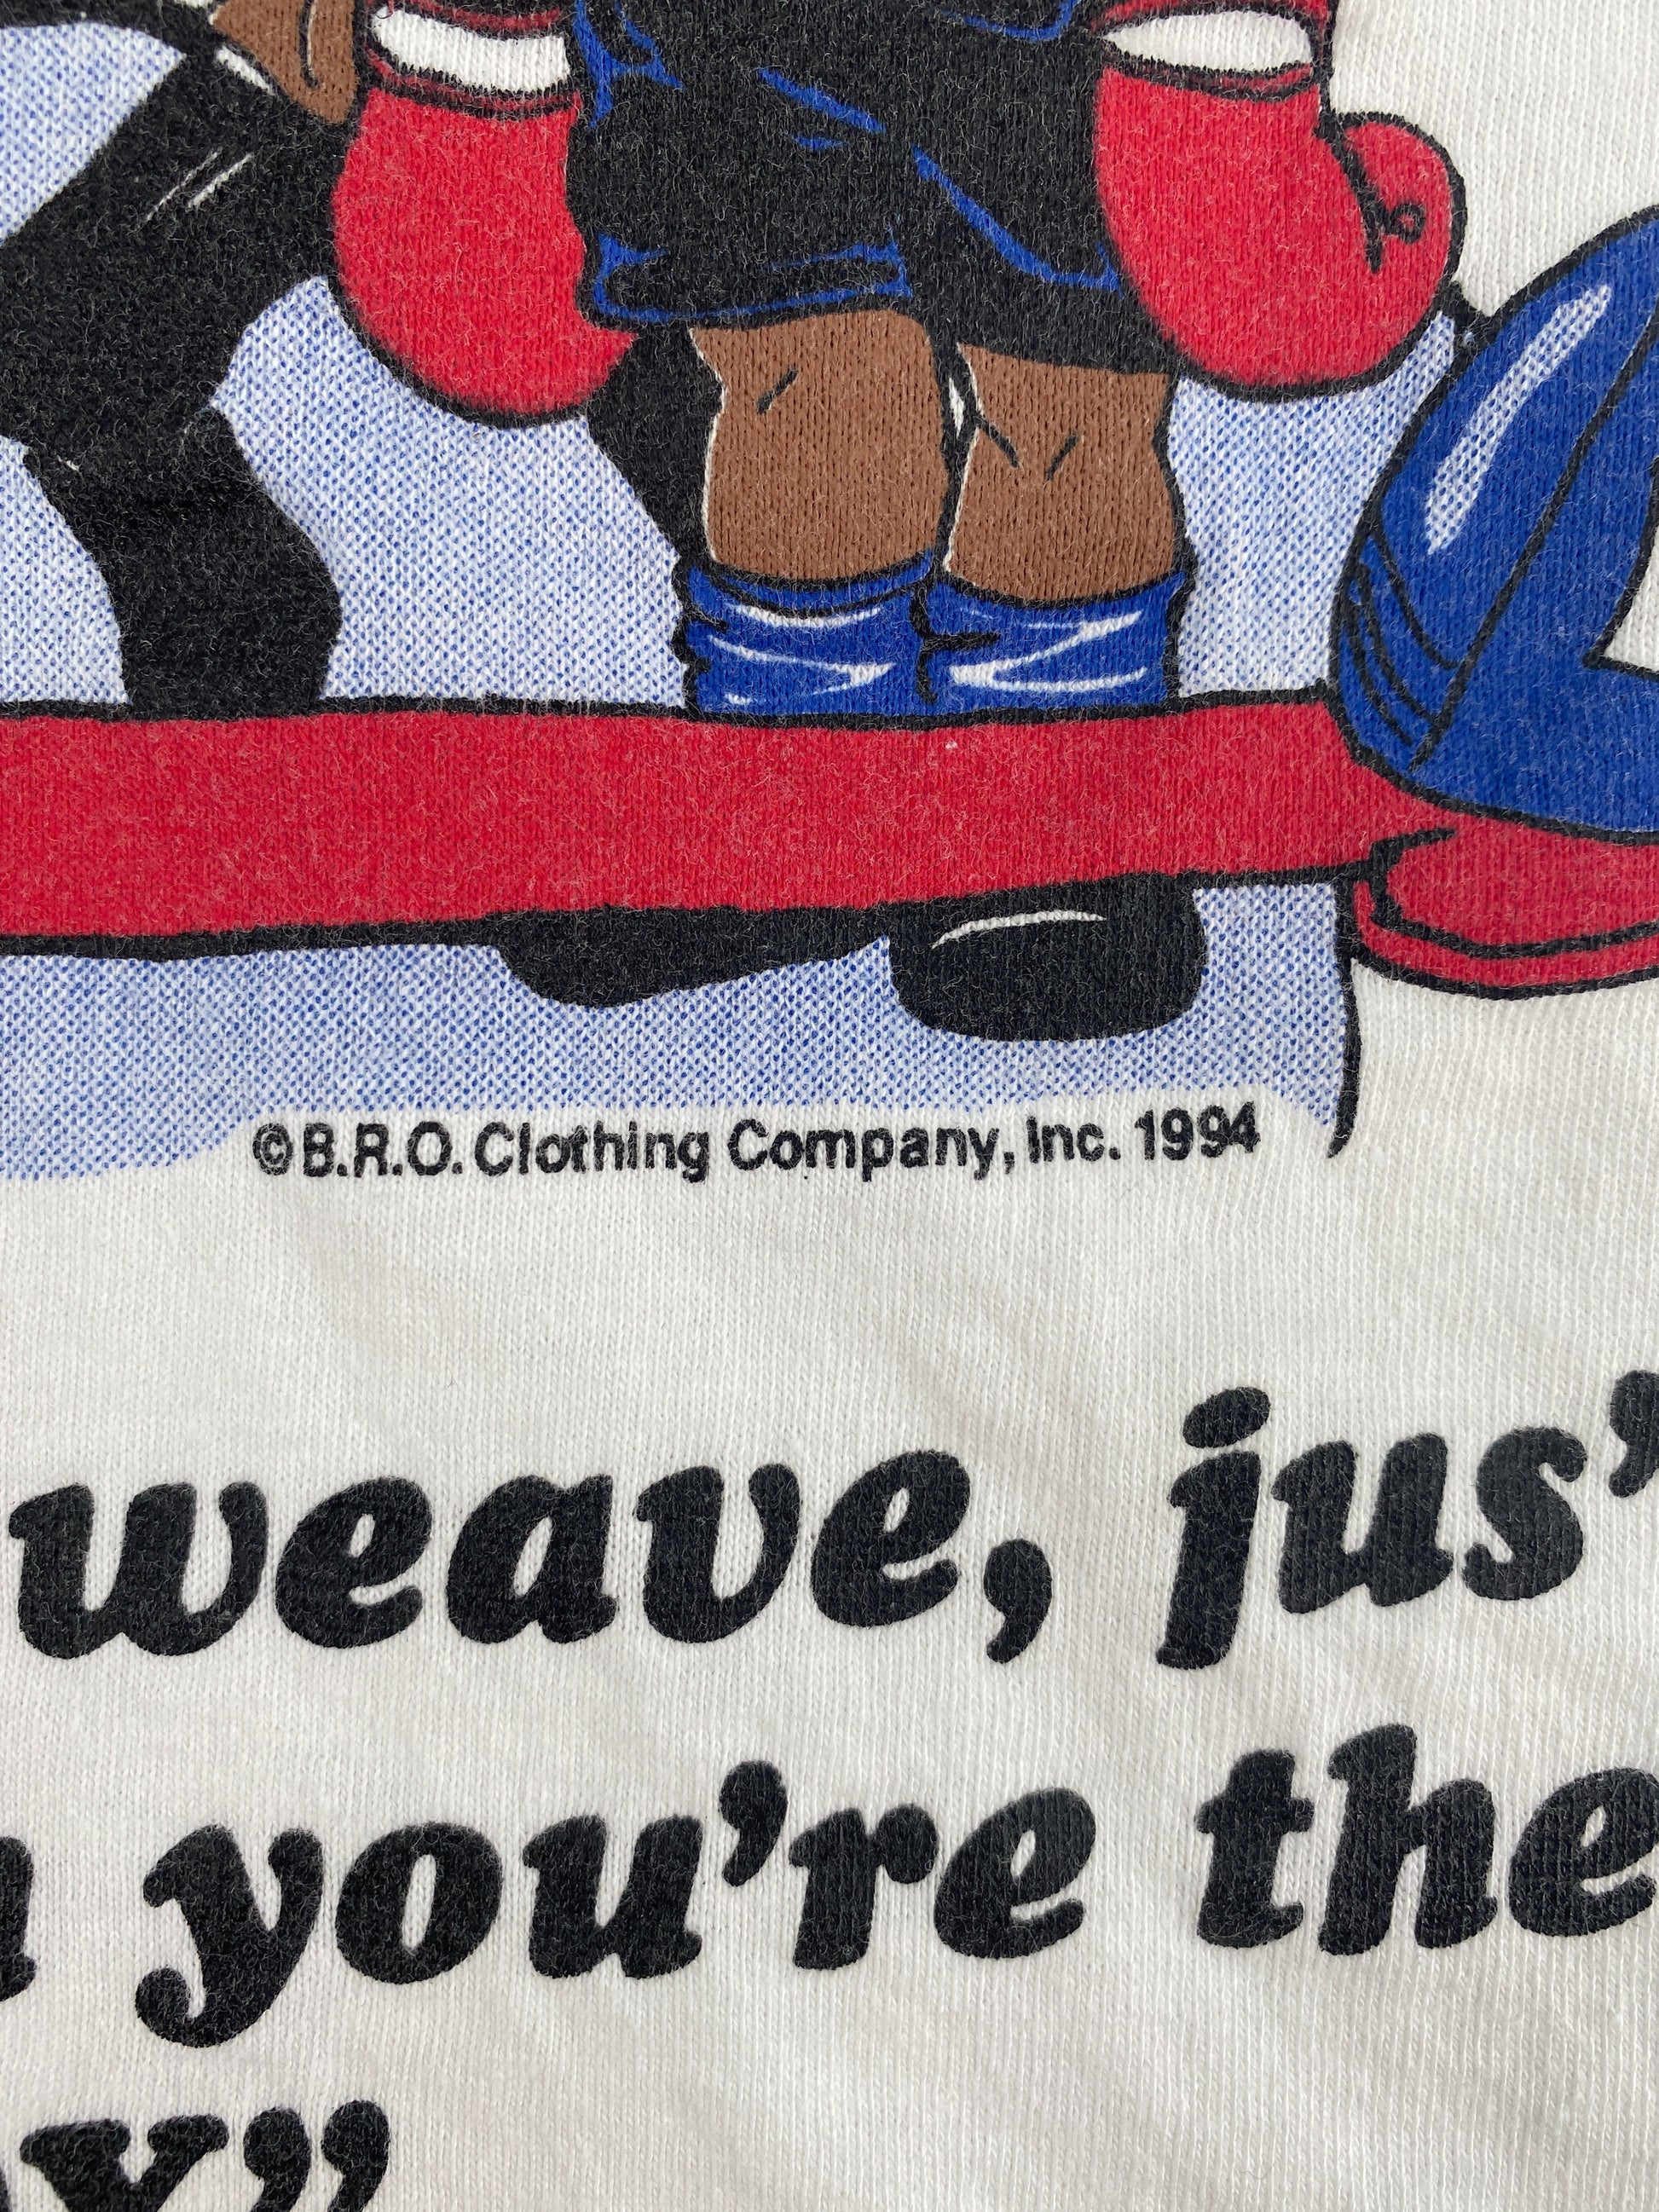 ©B.R.O. Clothing Company, Inc. 1994
weave, jus'
you're the